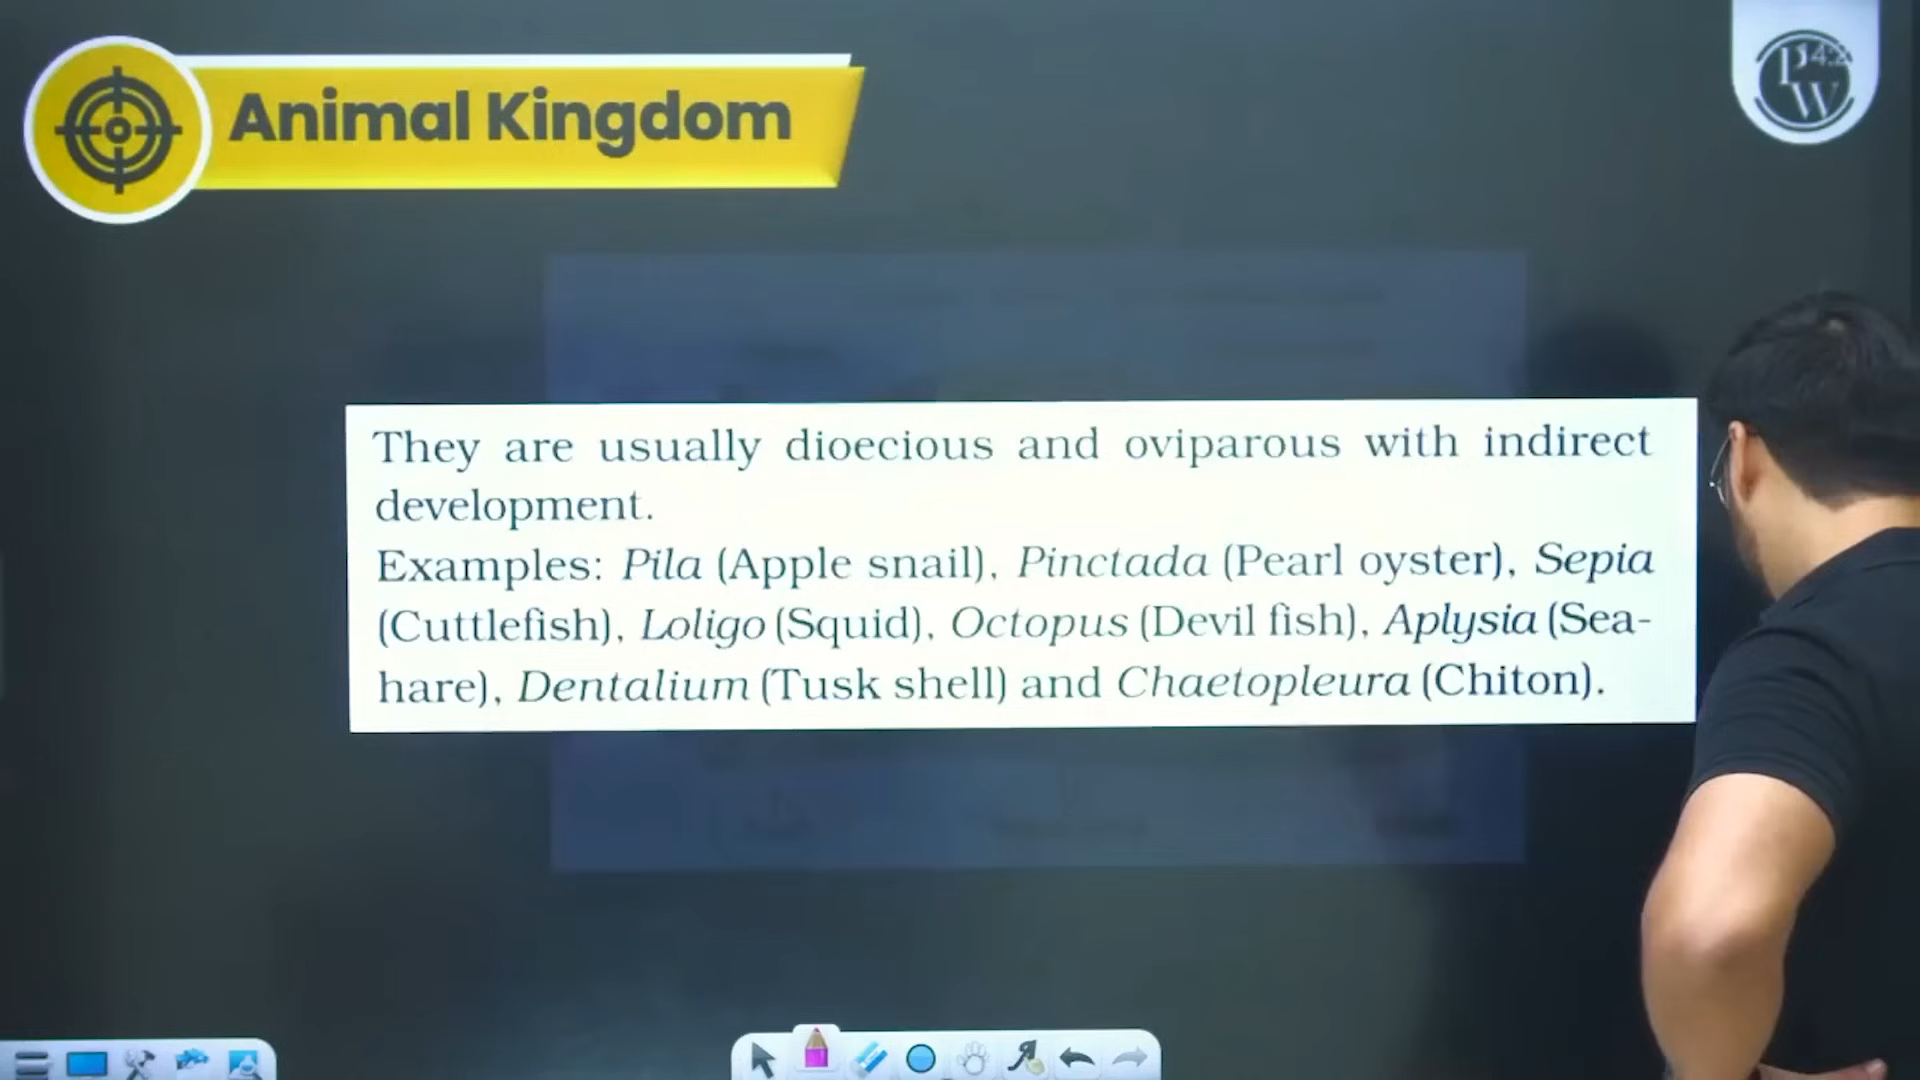 Animal Kingdom
They are usually dioecious and oviparous with indirect
development.
Examples: Pila (Apple snail), Pinctada (Pearl oyster), Sepia
(Cuttlefish), Loligo (Squid), Octopus (Devil fish), Aplysia (Sea-
hare), Dentalium (Tusk shell) and Chaetopleura (Chiton).
PW